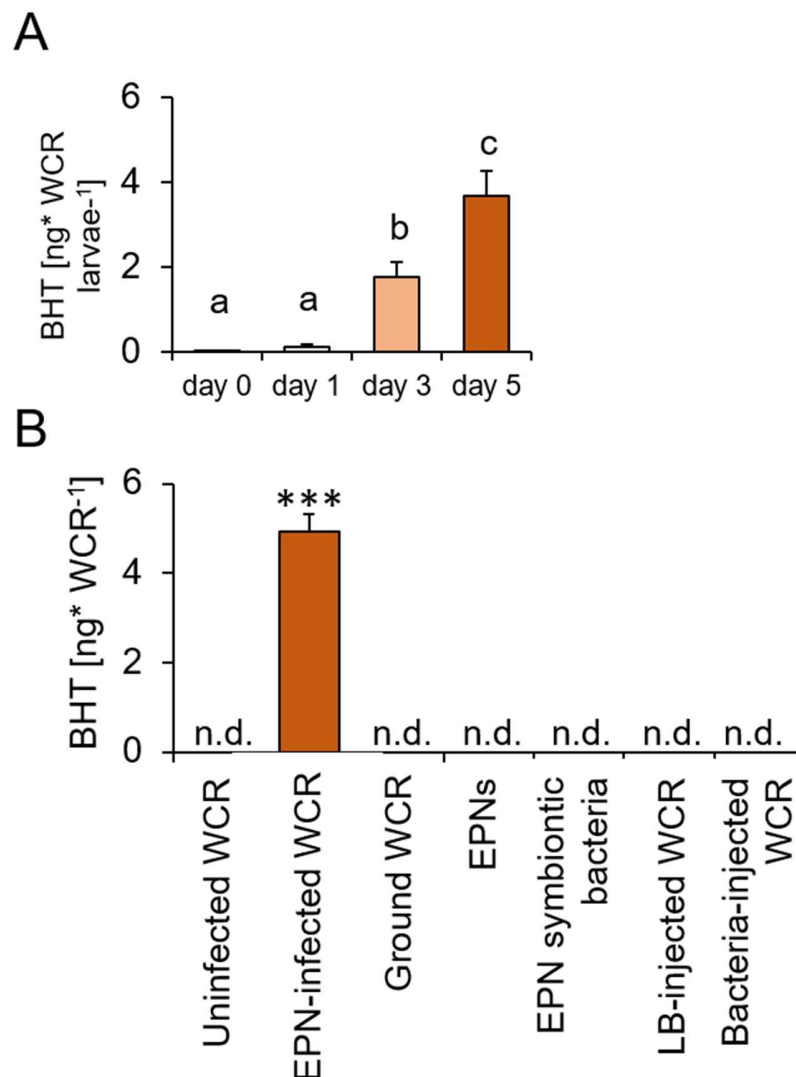 A
6
4
2
0
BHT [ng* WCR
larvae-¹]
a
a
b
c
day 0 day 1 day 3 day 5
B
6
4
2
0
BHT [ng* WCR⁻¹]
n.d. *** n.d. n.d. n.d. n.d. n.d.
Uninfected WCR
EPN-infected WCR
Ground WCR
EPNs
EPN symbiontic
bacteria
LB-injected WCR
Bacteria-injected
WCR